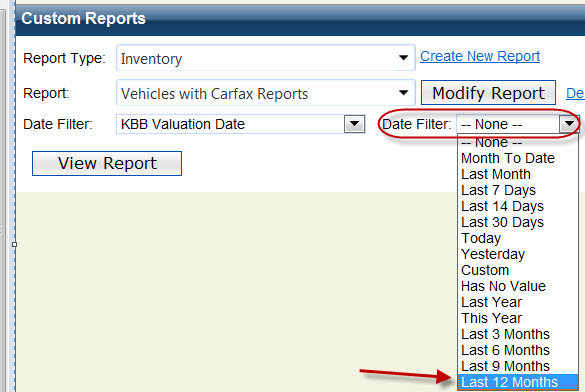 Custom Reports
Report Type: Inventory Create New Report
Report: Vehicles with Carfax Reports Modify Report De
Date Filter: KBB Valuation Date Date Filter: -- None --
-- None --
Month To Date
View Report
Last Month
Last 7 Days
Last 14 Days
Last 30 Days
Today
Yesterday
Custom
Has No Value
Last Year
This Year
Last 3 Months
Last 6 Months
Last 9 Months
Last 12 Months